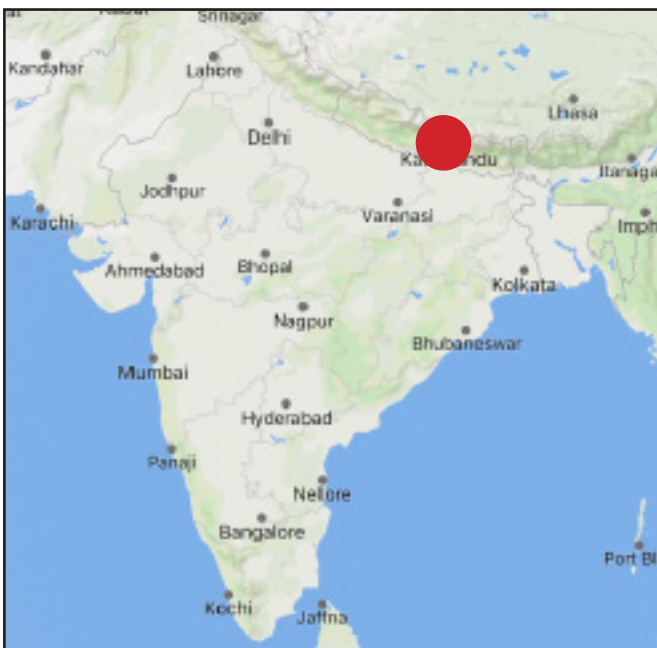 Srinagar
Kandahar
Lahore
Lhasa
Delhi
Itanaga
Jodhpur
Varanasi
Karachi
Imph
Ahmedabad
Bhopal
Kolkata
Nagpur
Bhubaneswar
Mumbai
Hyderabad
Panaji
Nellore
Bangalore
Port Bl
Kochi
Jaffna